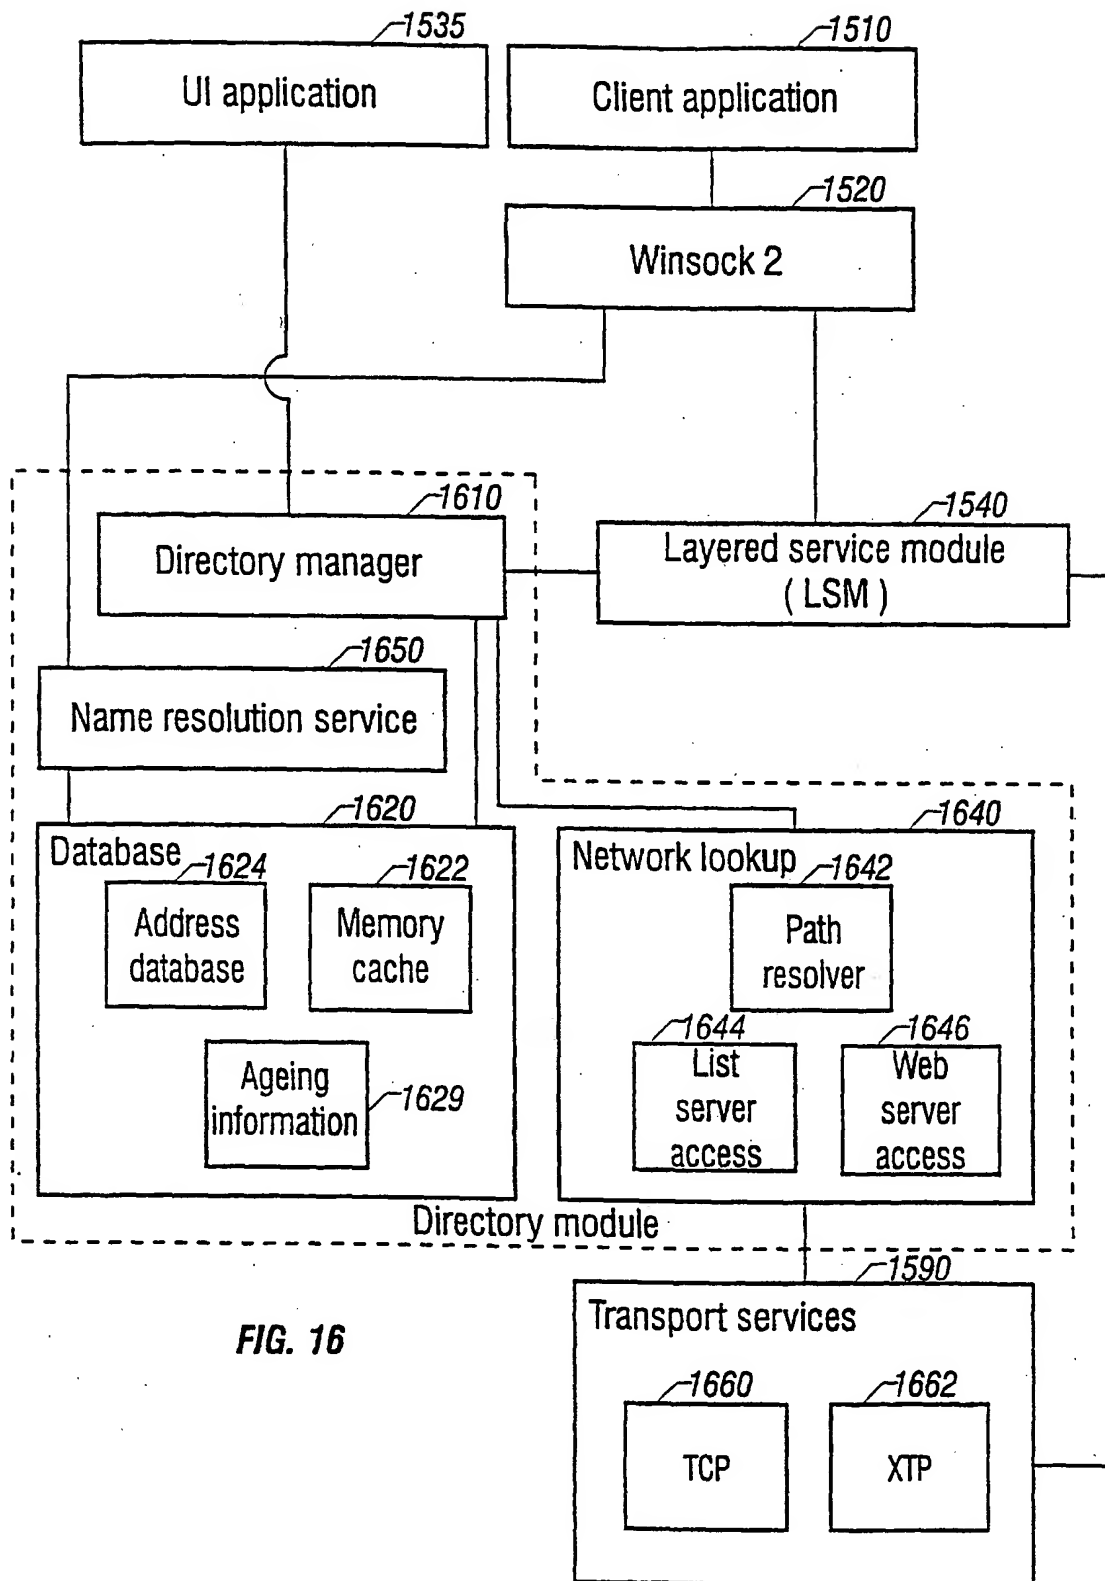 1535
1510
UI application
Client application
1520
Winsock 2
1610
1540
Directory manager
Layered service module
( LSM )
1650
Name resolution service
1620
1640
Database
Network lookup
1624
1622
1642
Address
database
Memory
cache
Path
resolver
1644
1646
Ageing
information
1629
List
server
access
Web
server
access
Directory module
1590
Transport services
FIG. 16
1660
1662
TCP
XTP